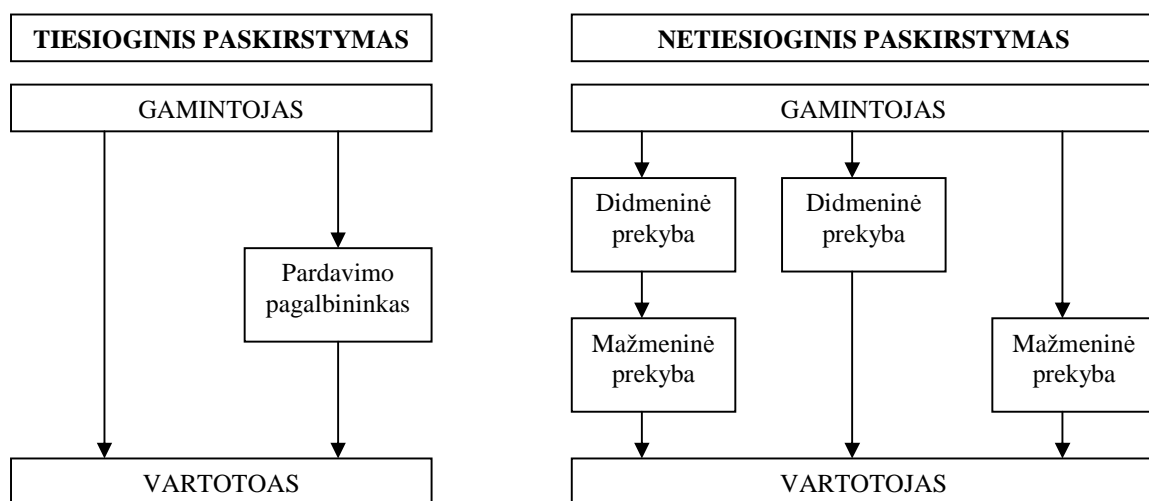 TIESIOGINIS PASKIRSTYMAS
GAMINTOJAS
Pardavimo
pagalbininkas
VARTOTOAS
NETIESIOGINIS PASKIRSTYMAS
GAMINTOJAS
Didmeninė
prekyba
Mažmeninė
prekyba
Didmeninė
prekyba
Mažmeninė
prekyba
VARTOTOJAS